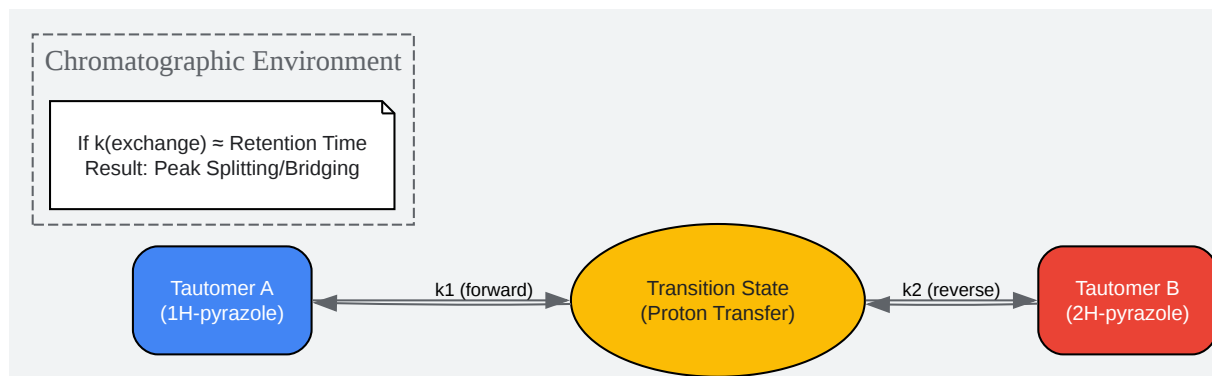 Chromatographic Environment
If k(exchange) ≈ Retention Time
Result: Peak Splitting/Bridging
Tautomer A
(1H-pyrazole)
k1 (forward)
Transition State
(Proton Transfer)
k2 (reverse)
Tautomer B
(2H-pyrazole)